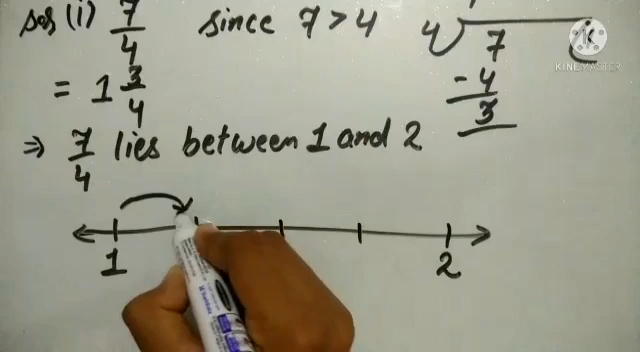 Sol (i) 7/4 since 7 > 4 4) 7
= 1 3/4 - 4
3
⇒ 7/4 lies between 1 and 2
1 2
KINEMASTER